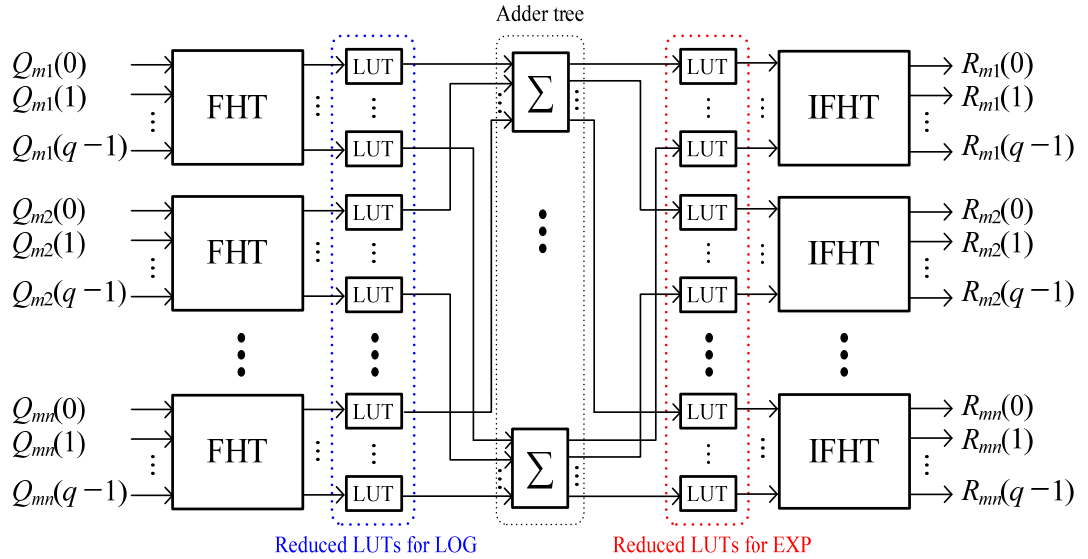 Adder tree
Qm1(0) LUT Σ LUT Rm1(0)
Qm1(1) FHT IFHT Rm1(1)
Qm1(q−1) LUT LUT Rm1(q−1)
Qm2(0) LUT LUT Rm2(0)
Qm2(1) FHT IFHT Rm2(1)
Qm2(q−1) LUT LUT Rm2(q−1)
Qmn(0) LUT LUT Rmn(0)
Qmn(1) FHT Σ IFHT Rmn(1)
Qmn(q−1) LUT LUT Rmn(q−1)
Reduced LUTs for LOG Reduced LUTs for EXP